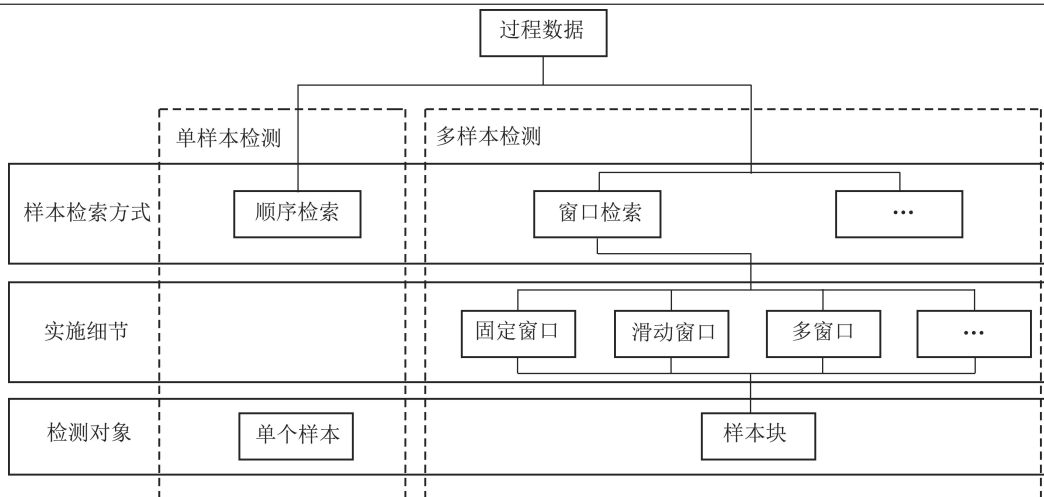 过程数据
单样本检测
多样本检测
样本检索方式
顺序检索
窗口检索
...
实施细节
固定窗口
滑动窗口
多窗口
...
检测对象
单个样本
样本块